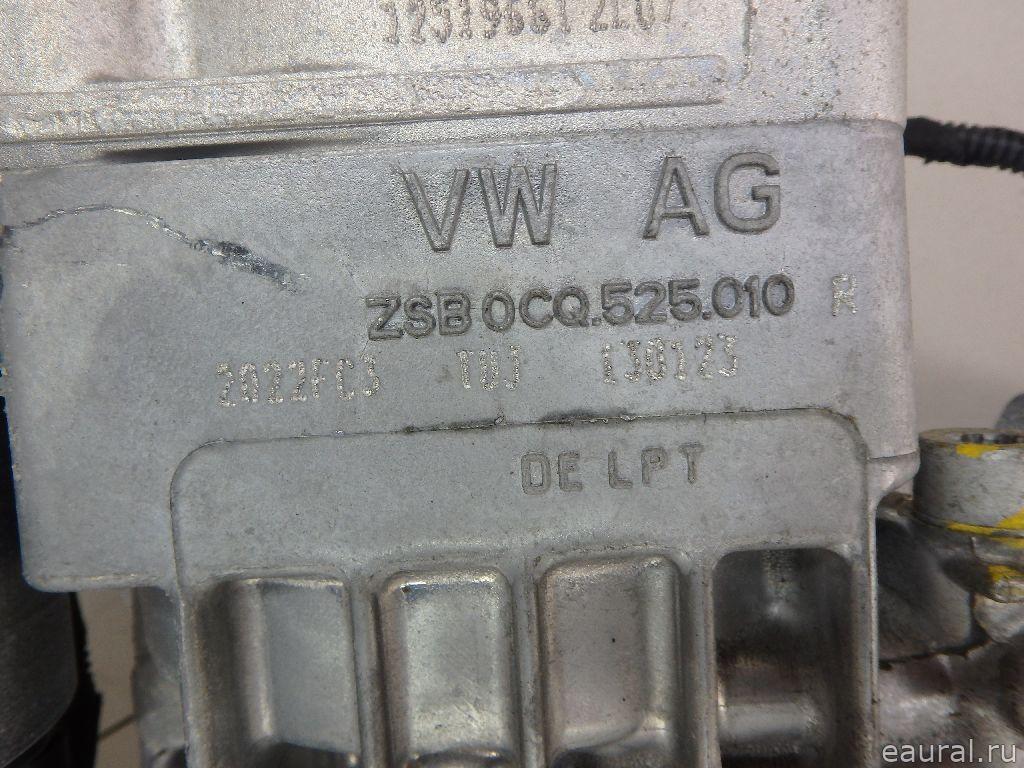 VW AG
ZSB 0CQ.525.010 R
2022FC3 TUJ 130123
DE LPT
eaural.ru